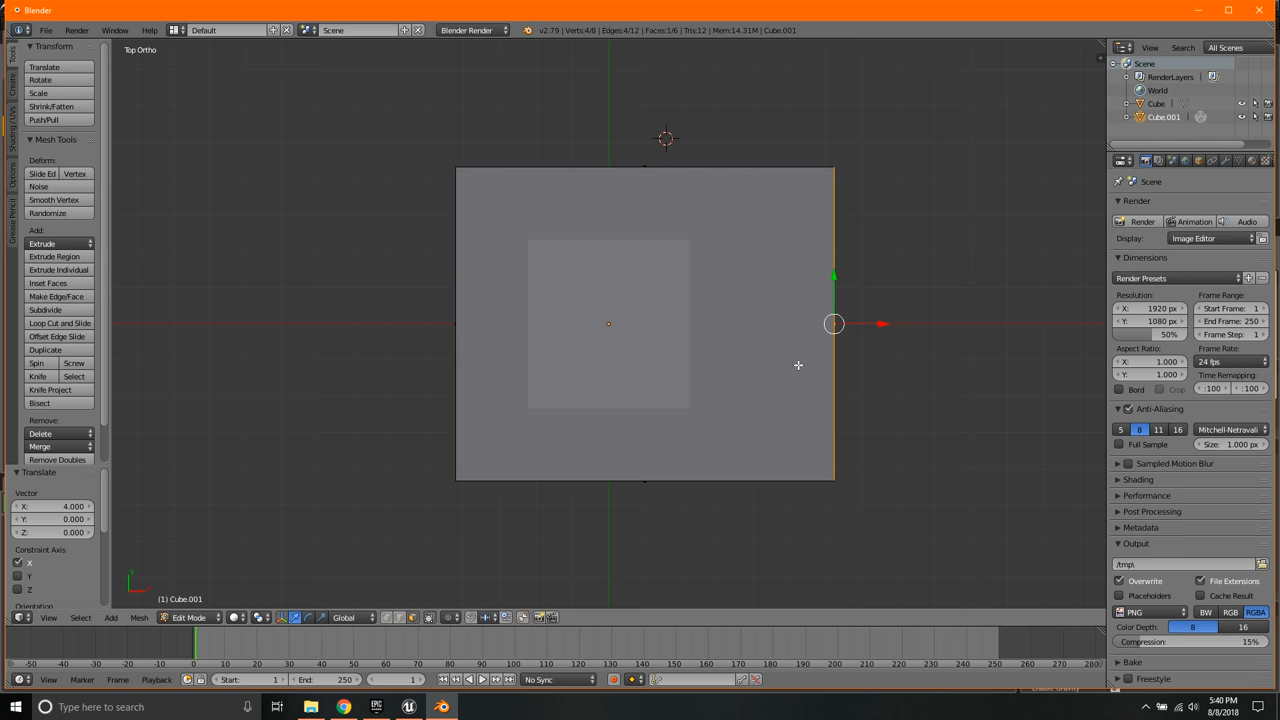 Blender
File Render Window Help Default Scene Blender Render v2.79 | Verts:4/8 | Edges:4/12 | Faces:1/6 | Tris:12 | Mem:14.31M | Cube.001
Top Ortho
Tools
Create
Shading / UVs
Options
Grease Pencil
Transform
Translate
Rotate
Scale
Shrink/Fatten
Push/Pull
Mesh Tools
Deform:
Slide Ed Vertex
Noise
Smooth Vertex
Randomize
Add:
Extrude
Extrude Region
Extrude Individual
Inset Faces
Make Edge/Face
Subdivide
Loop Cut and Slide
Offset Edge Slide
Duplicate
Spin Screw
Knife Select
Knife Project
Bisect
Remove:
Delete
Merge
Remove Doubles
Translate
Vector
X: 4.000
Y: 0.000
Z: 0.000
Constraint Axis
X
Y
Z
(1) Cube.001
View Select Add Mesh Edit Mode Global
-50 -40 -30 -20 -10 0 10 20 30 40 50 60 70 80 90 100 110 120 130 140 150 160 170 180 190 200 210 220 230 240 250 260 270 280
View Marker Frame Playback Start: 1 End: 250 1 No Sync
View Search All Scenes
Scene
RenderLayers
World
Cube
Cube.001
Scene
Render
Render Animation Audio
Display: Image Editor
Dimensions
Render Presets
Resolution: Frame Range:
X: 1920 px Start Frame: 1
Y: 1080 px End Frame: 250
50% Frame Step: 1
Aspect Ratio: Frame Rate:
X: 1.000 24 fps
Y: 1.000 Time Remapping:
Bord Crop :100 :100
Anti-Aliasing
5 8 11 16 Mitchell-Netravali
Full Sample Size: 1.000 px
Sampled Motion Blur
Shading
Performance
Post Processing
Metadata
Output
/tmp\
Overwrite File Extensions
Placeholders Cache Result
PNG BW RGB RGBA
Color Depth: 8 16
Compression: 15%
Bake
Freestyle
Type here to search
5:40 PM
8/8/2018